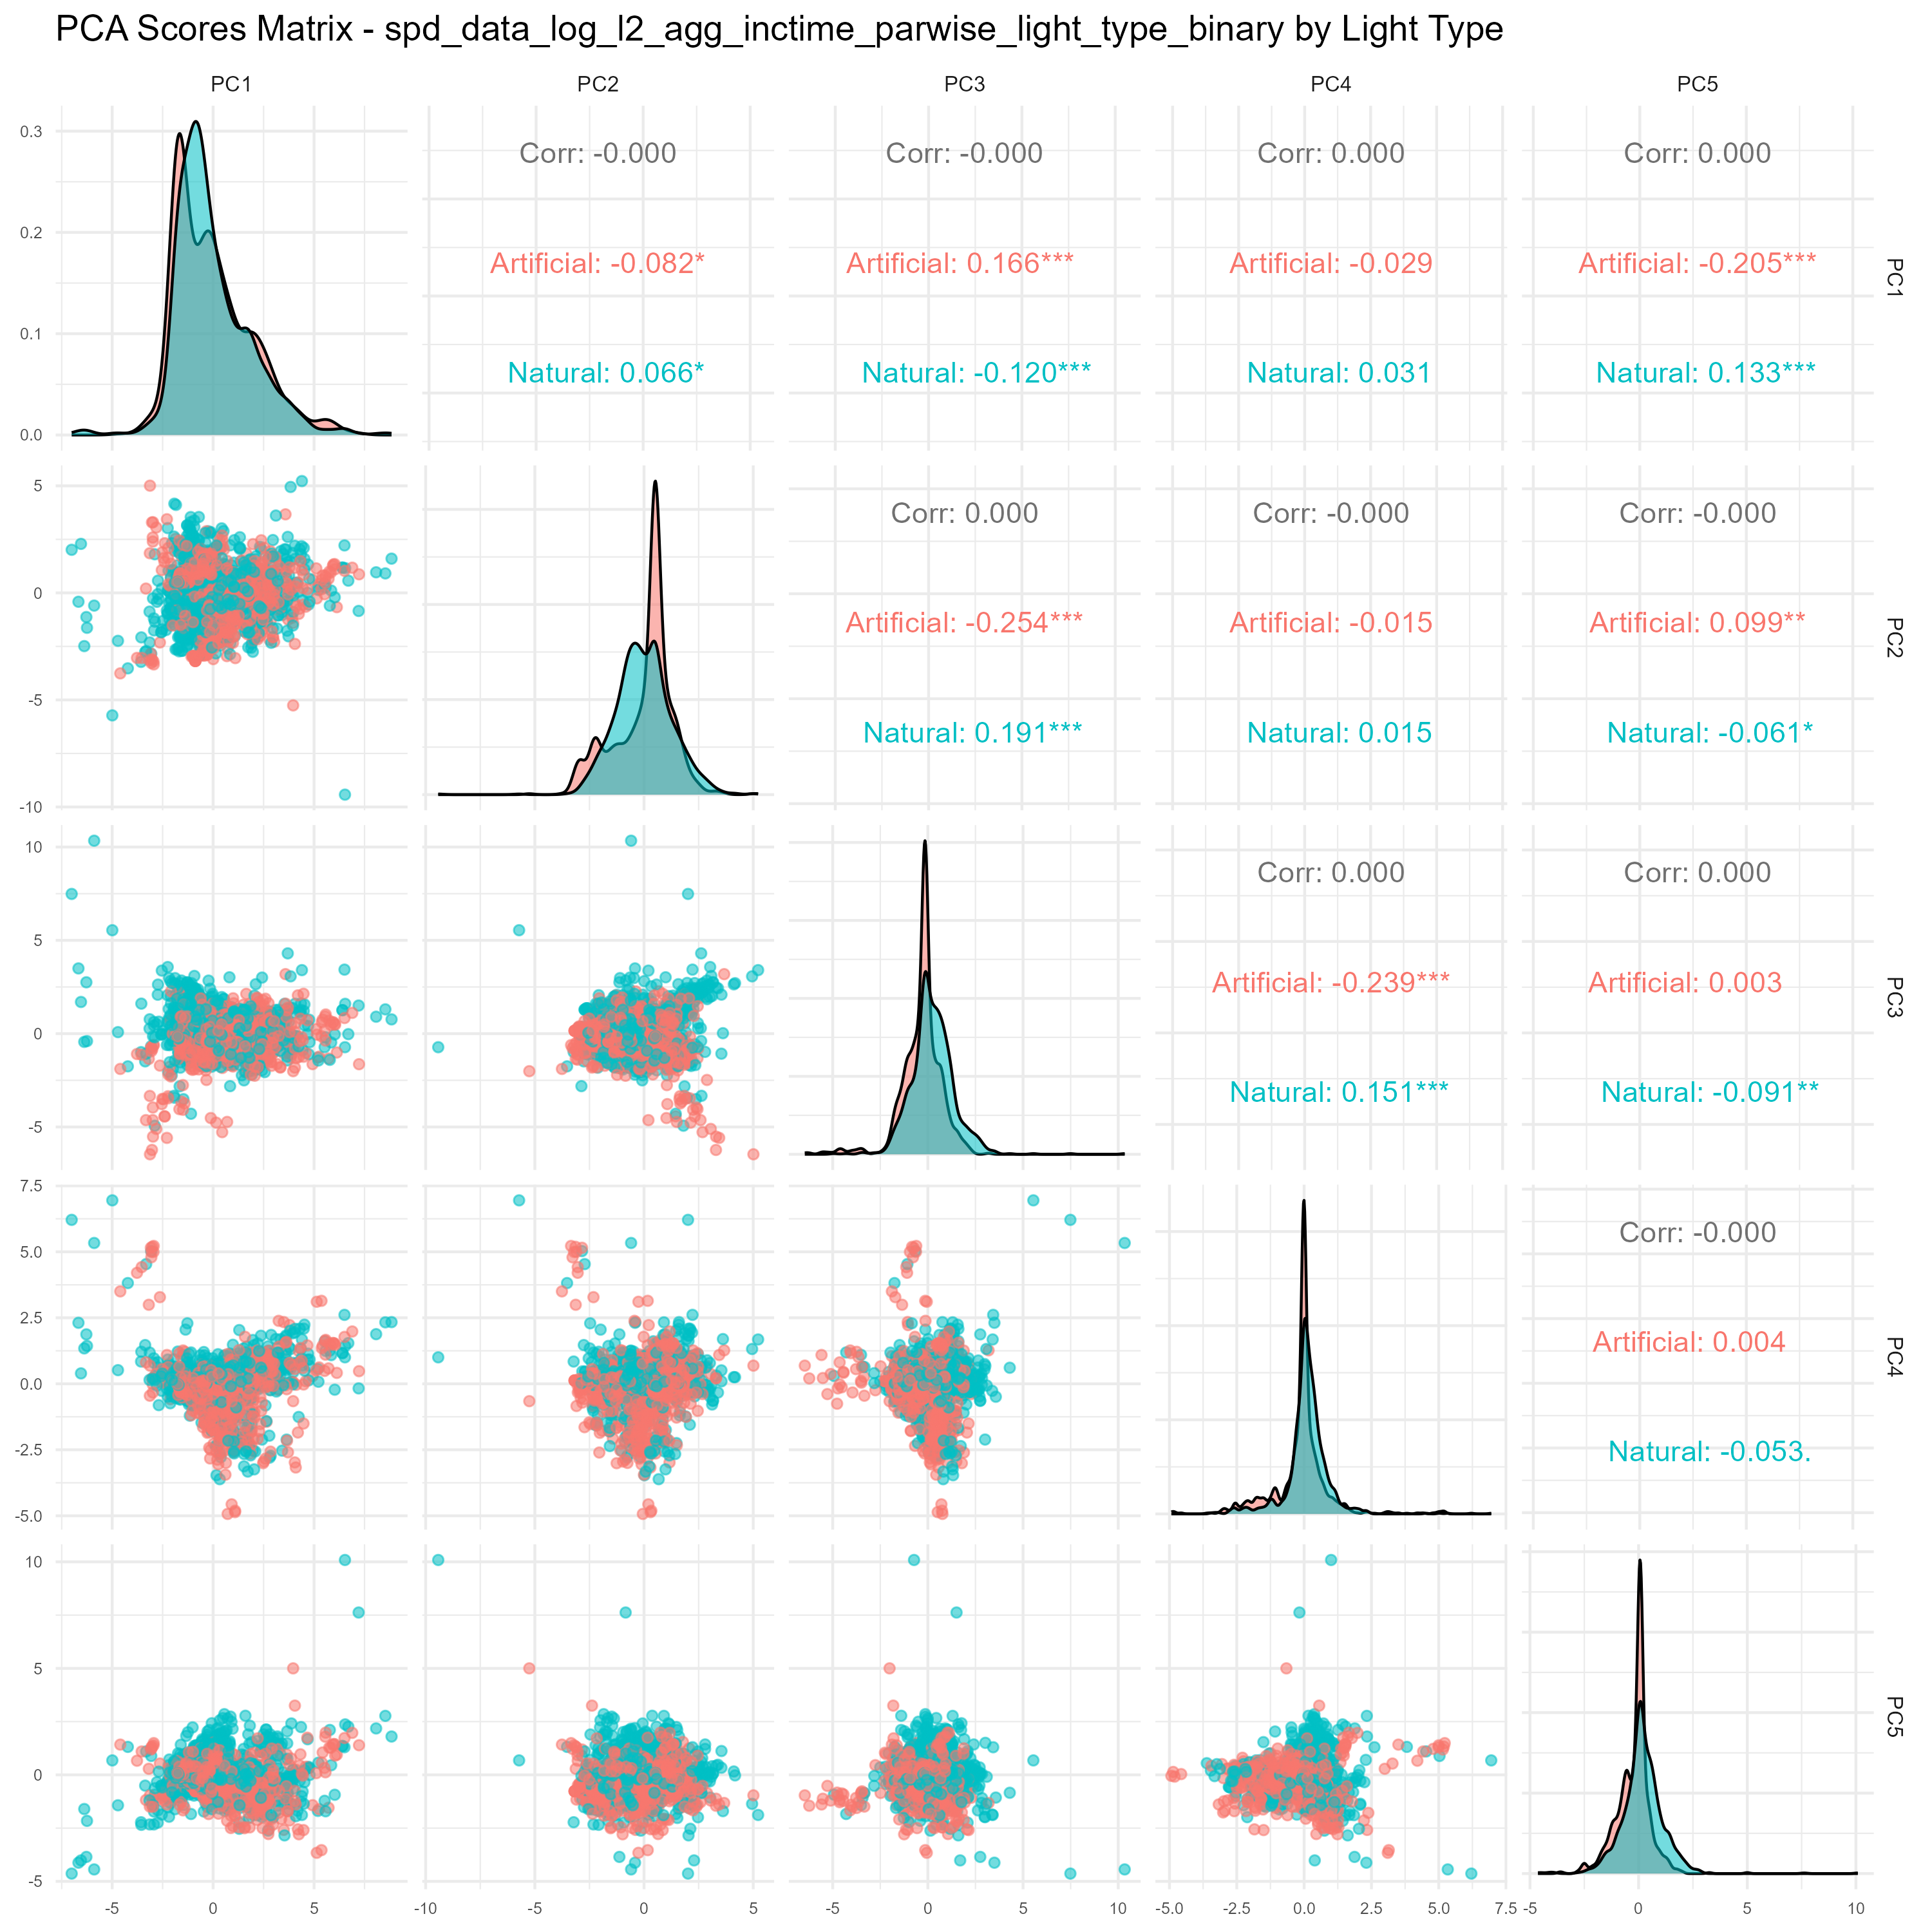 PCA Scores Matrix - spd_data_log_l2_agg_inctime_parwise_light_type_binary by Light Type
PC1 PC2 PC3 PC4 PC5
0.3
0.2
0.1
0.0
Corr: -0.000
Artificial: -0.082*
Natural: 0.066*
Corr: -0.000
Artificial: 0.166***
Natural: -0.120***
Corr: 0.000
Artificial: -0.029
Natural: 0.031
Corr: 0.000
Artificial: -0.205***
Natural: 0.133***
PC1
5
0
-5
-10
Corr: 0.000
Artificial: -0.254***
Natural: 0.191***
Corr: -0.000
Artificial: -0.015
Natural: 0.015
Corr: -0.000
Artificial: 0.099**
Natural: -0.061*
PC2
10
5
0
-5
Corr: 0.000
Artificial: -0.239***
Natural: 0.151***
Corr: 0.000
Artificial: 0.003
Natural: -0.091**
PC3
7.5
5.0
2.5
0.0
-2.5
-5.0
Corr: -0.000
Artificial: 0.004
Natural: -0.053.
PC4
10
5
0
-5
PC5
-5 0 5
-10 -5 0 5
-5 0 5 10
-5.0 -2.5 0.0 2.5 5.0 7.5
-5 0 5 10